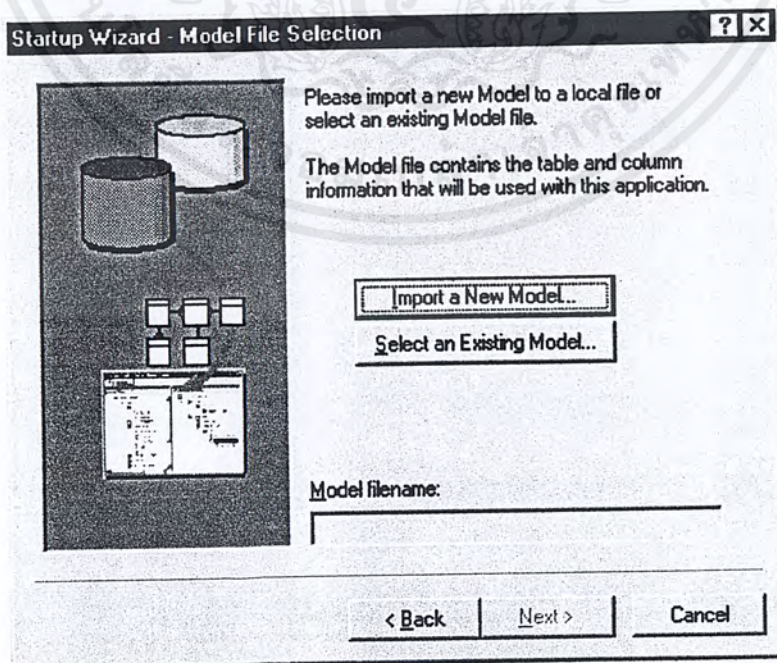 Startup Wizard - Model File Selection
Please import a new Model to a local file or
select an existing Model file.
The Model file contains the table and column
information that will be used with this application.
Import a New Model...
Select an Existing Model...
Model filename:
< Back
Next >
Cancel